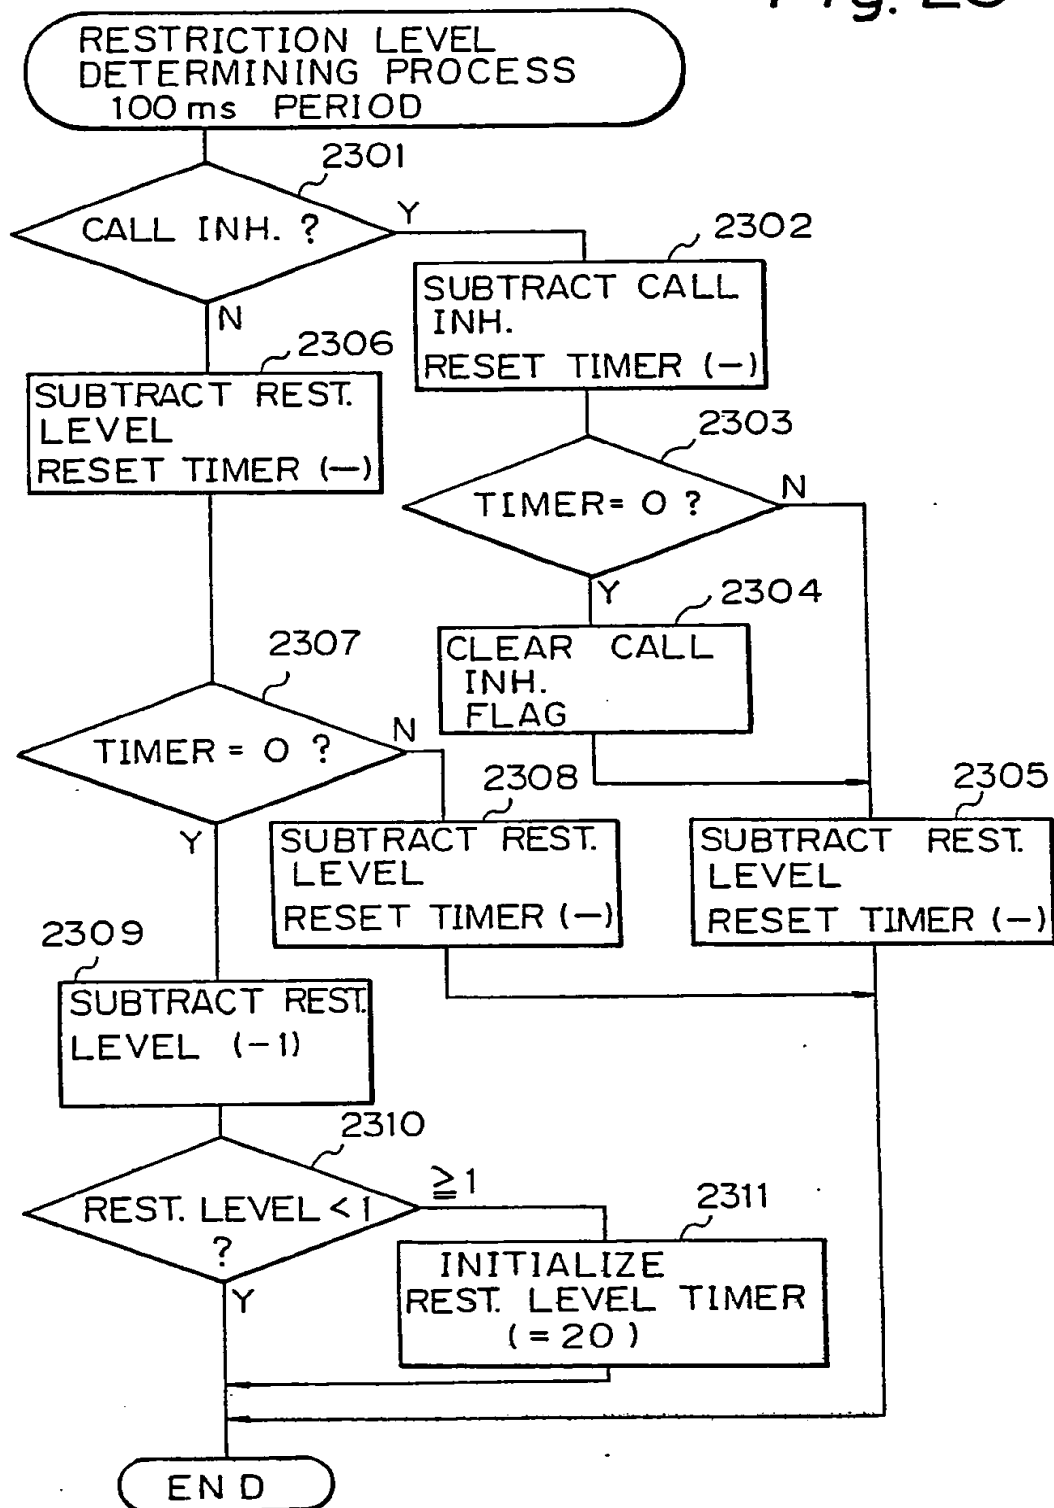 RESTRICTION LEVEL
DETERMINING PROCESS
100ms PERIOD
2301
CALL INH. ?
Y
N
2302
SUBTRACT CALL
INH.
RESET TIMER (—)
2306
SUBTRACT REST.
LEVEL
RESET TIMER (—)
2303
TIMER= 0 ?
N
Y
2304
CLEAR CALL
INH.
FLAG
2307
TIMER = 0 ?
N
Y
2308
SUBTRACT REST.
LEVEL
RESET TIMER (—)
2305
SUBTRACT REST.
LEVEL
RESET TIMER (—)
2309
SUBTRACT REST.
LEVEL (-1)
2310
REST. LEVEL < 1
?
≧1
Y
2311
INITIALIZE
REST. LEVEL TIMER
(=20)
END